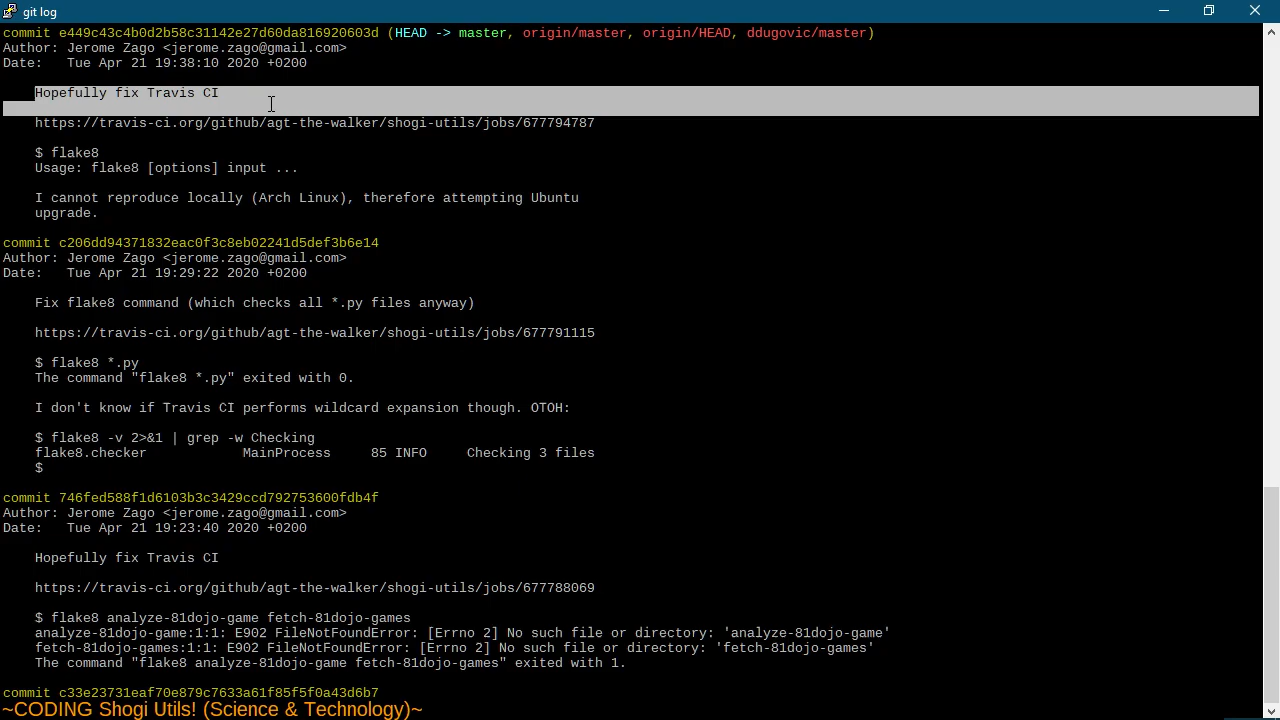 git log
commit e449c43c4b0d2b58c31142e27d60da816920603d (HEAD -> master, origin/master, origin/HEAD, ddugovic/master)
Author: Jerome Zago <jerome.zago@gmail.com>
Date:   Tue Apr 21 19:38:10 2020 +0200
Hopefully fix Travis CI
https://travis-ci.org/github/agt-the-walker/shogi-utils/jobs/677794787
$ flake8
Usage: flake8 [options] input ...
I cannot reproduce locally (Arch Linux), therefore attempting Ubuntu
upgrade.
commit c206dd94371832eac0f3c8eb02241d5def3b6e14
Author: Jerome Zago <jerome.zago@gmail.com>
Date:   Tue Apr 21 19:29:22 2020 +0200
Fix flake8 command (which checks all *.py files anyway)
https://travis-ci.org/github/agt-the-walker/shogi-utils/jobs/677791115
$ flake8 *.py
The command "flake8 *.py" exited with 0.
I don't know if Travis CI performs wildcard expansion though. OTOH:
$ flake8 -v 2>&1 | grep -w Checking
flake8.checker            MainProcess     85 INFO     Checking 3 files
$
commit 746fed588f1d6103b3c3429ccd792753600fdb4f
Author: Jerome Zago <jerome.zago@gmail.com>
Date:   Tue Apr 21 19:23:40 2020 +0200
Hopefully fix Travis CI
https://travis-ci.org/github/agt-the-walker/shogi-utils/jobs/677788069
$ flake8 analyze-81dojo-game fetch-81dojo-games
analyze-81dojo-game:1:1: E902 FileNotFoundError: [Errno 2] No such file or directory: 'analyze-81dojo-game'
fetch-81dojo-games:1:1: E902 FileNotFoundError: [Errno 2] No such file or directory: 'fetch-81dojo-games'
The command "flake8 analyze-81dojo-game fetch-81dojo-games" exited with 1.
commit c33e23731eaf70e879c7633a61f85f5f0a43d6b7
~CODING Shogi Utils! (Science & Technology)~